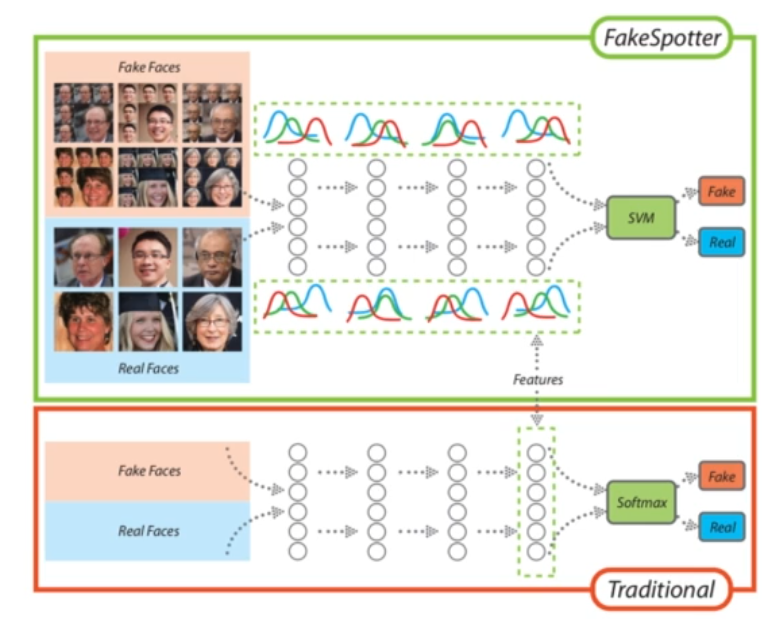 FakeSpotter
Fake Faces
SVM
Fake
Real
Real Faces
Features
Fake Faces
Real Faces
Softmax
Fake
Real
Traditional